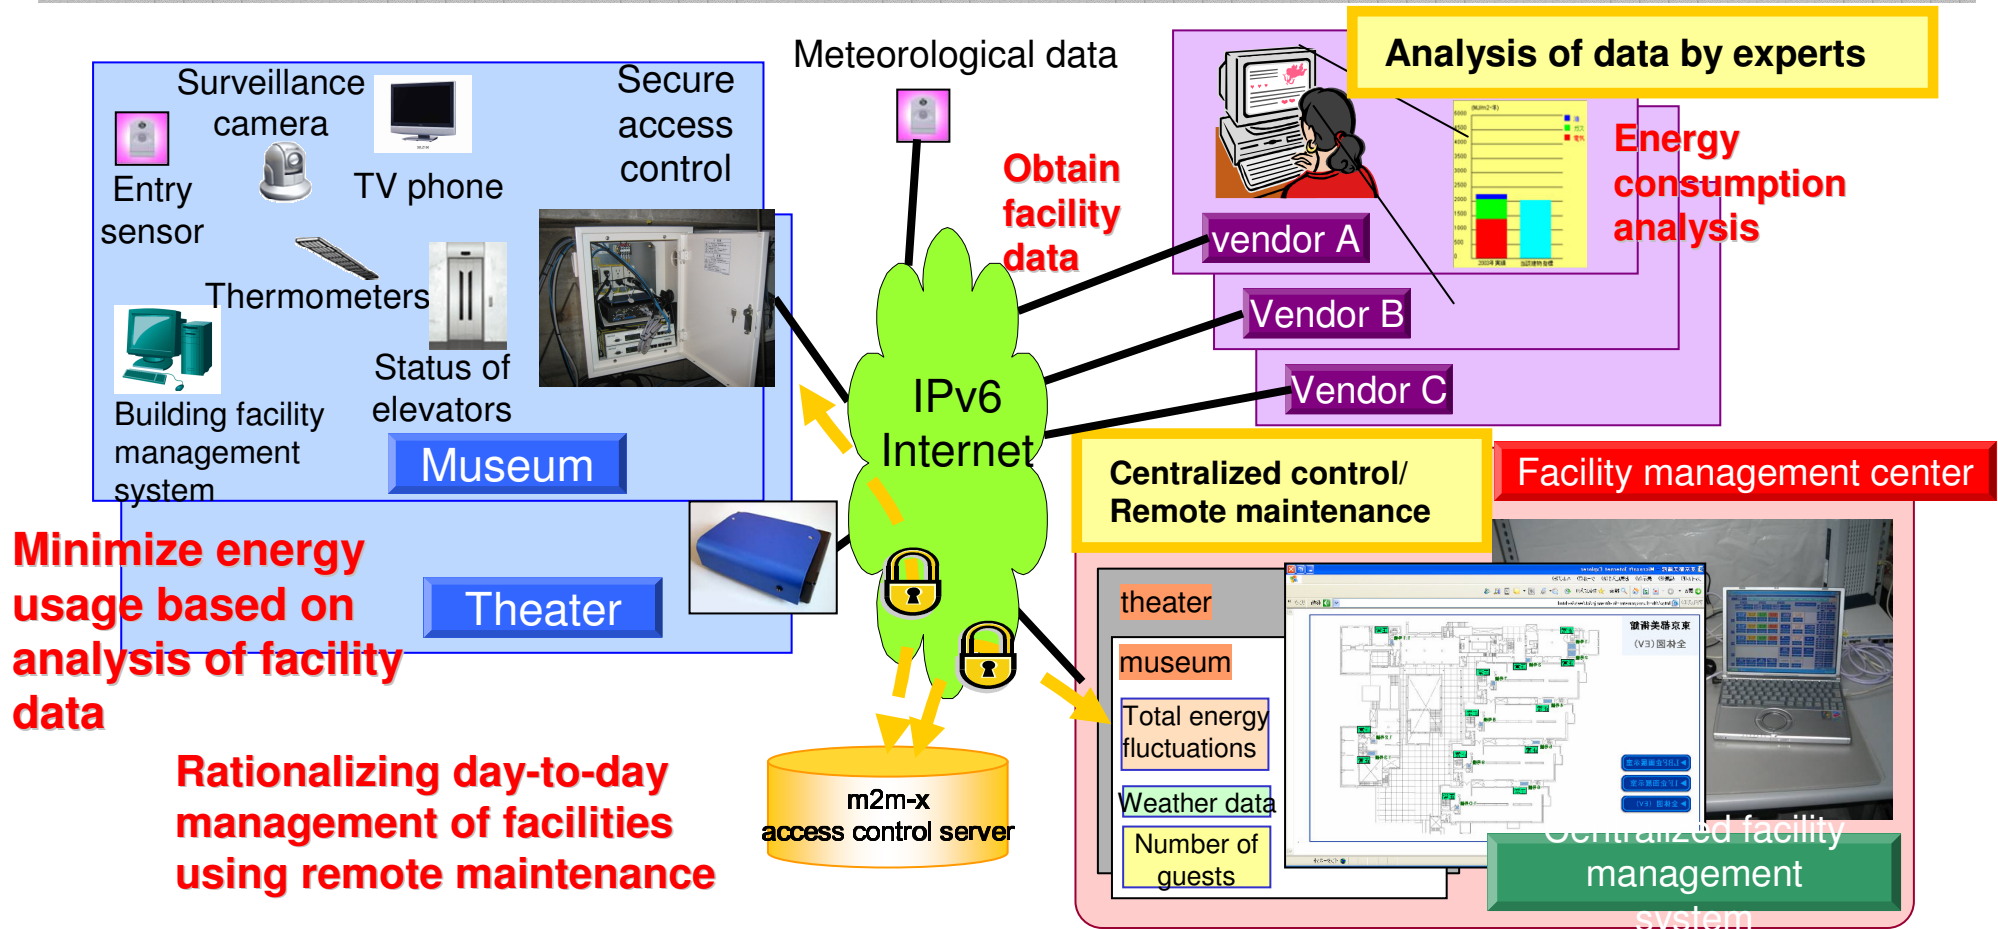 Surveillance
camera
Entry
sensor
TV phone
Secure
access
control
Thermometers
Status of
elevators
Building facility
management
system
Museum
Theater
Meteorological data
Obtain
facility
data
IPv6
Internet
Analysis of data by experts
Energy
consumption
analysis
vendor A
Vendor B
Vendor C
Minimize energy
usage based on
analysis of facility
data
Rationalizing day-to-day
management of facilities
using remote maintenance
m2m-x
access control server
Centralized control/
Remote maintenance
Facility management center
theater
museum
Total energy
fluctuations
Weather data
Number of
guests
Centralized facility
management
system